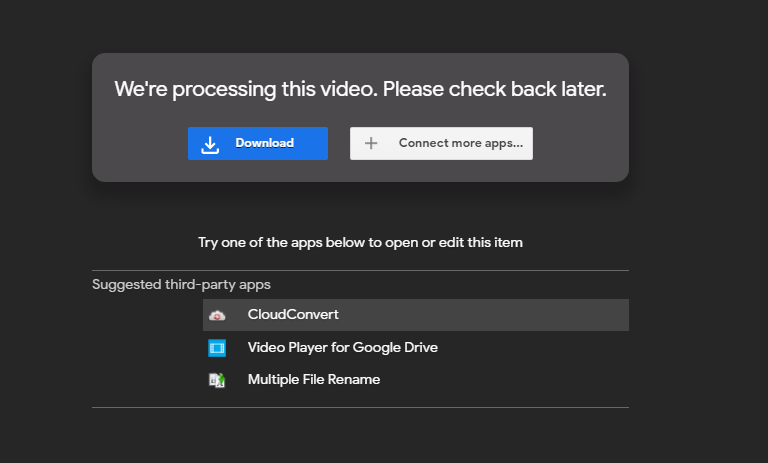 We're processing this video. Please check back later.
Download
Connect more apps...
Try one of the apps below to open or edit this item
Suggested third-party apps
CloudConvert
Video Player for Google Drive
Multiple File Rename